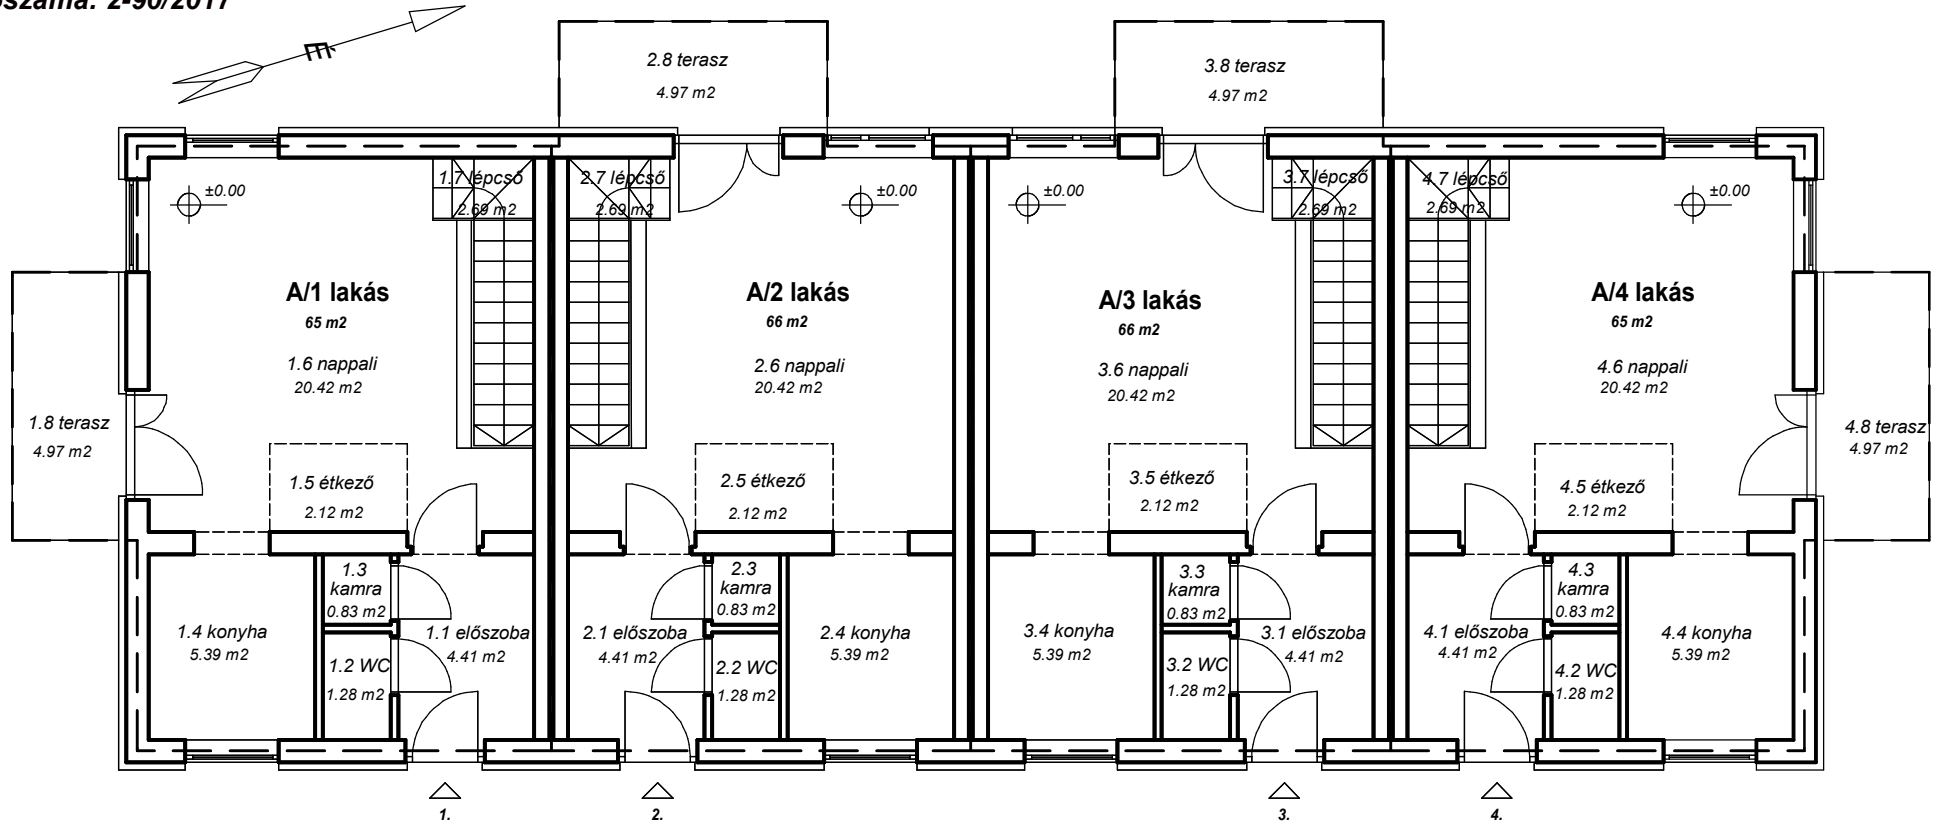 2-90/2017
É
2.8 terasz
4.97 m2
3.8 terasz
4.97 m2
±0.00
1.7 lépcső
2.69 m2
2.7 lépcső
2.69 m2
±0.00
±0.00
3.7 lépcső
2.69 m2
4.7 lépcső
2.69 m2
±0.00
A/1 lakás
65 m2
1.6 nappali
20.42 m2
A/2 lakás
66 m2
2.6 nappali
20.42 m2
A/3 lakás
66 m2
3.6 nappali
20.42 m2
A/4 lakás
65 m2
4.6 nappali
20.42 m2
1.8 terasz
4.97 m2
4.8 terasz
4.97 m2
1.5 étkező
2.12 m2
2.5 étkező
2.12 m2
3.5 étkező
2.12 m2
4.5 étkező
2.12 m2
1.3
kamra
0.83 m2
2.3
kamra
0.83 m2
3.3
kamra
0.83 m2
4.3
kamra
0.83 m2
1.4 konyha
5.39 m2
1.2 WC
1.28 m2
1.1 előszoba
4.41 m2
2.1 előszoba
4.41 m2
2.2 WC
1.28 m2
2.4 konyha
5.39 m2
3.4 konyha
5.39 m2
3.2 WC
1.28 m2
3.1 előszoba
4.41 m2
4.1 előszoba
4.41 m2
4.2 WC
1.28 m2
4.4 konyha
5.39 m2
1.
2.
3.
4.